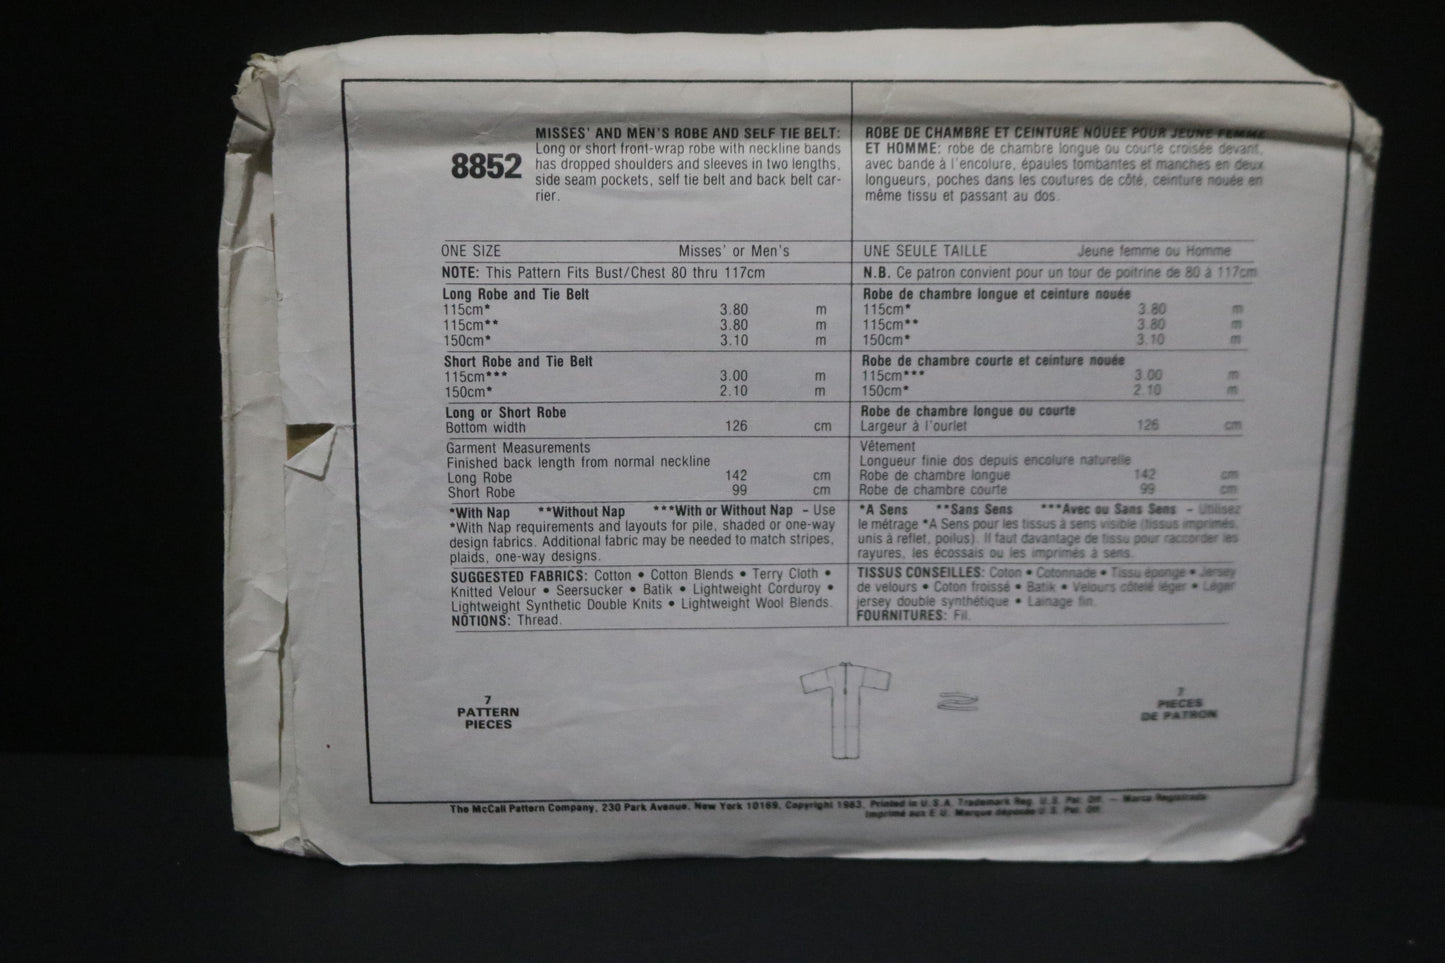 8852
MISSES' AND MEN'S ROBE AND SELF TIE BELT:
Long or short front-wrap robe with neckline bands
has dropped shoulders and sleeves in two lengths,
side seam pockets, self tie belt and back belt car-
rier.
ONE SIZE Misses' or Men's
NOTE: This Pattern Fits Bust/Chest 80 thru 117cm
Long Robe and Tie Belt
115cm* 3.80 m
115cm** 3.80 m
150cm* 3.10 m
Short Robe and Tie Belt
115cm*** 3.00 m
150cm* 2.10 m
Long or Short Robe
Bottom width 126 cm
Garment Measurements
Finished back length from normal neckline
Long Robe 142 cm
Short Robe 99 cm
*With Nap **Without Nap ***With or Without Nap - Use
*With Nap requirements and layouts for pile, shaded or one-way
design fabrics. Additional fabric may be needed to match stripes,
plaids, one-way designs.
SUGGESTED FABRICS: Cotton • Cotton Blends • Terry Cloth •
Knitted Velour • Seersucker • Batik • Lightweight Corduroy •
Lightweight Synthetic Double Knits • Lightweight Wool Blends.
NOTIONS: Thread.
7
PATTERN
PIECES
ROBE DE CHAMBRE ET CEINTURE NOUEE POUR JEUNE FEMME
ET HOMME: robe de chambre longue ou courte croisée devant,
avec bande à l'encolure, épaules tombantes et manches en deux
longueurs, poches dans les coutures de côté, ceinture nouée en
même tissu et passant au dos.
UNE SEULE TAILLE Jeune femme ou Homme
N.B. Ce patron convient pour un tour de poitrine de 80 à 117cm
Robe de chambre longue et ceinture nouée
115cm* 3.80 m
115cm** 3.80 m
150cm* 3.10 m
Robe de chambre courte et ceinture nouée
115cm*** 3.00 m
150cm* 2.10 m
Robe de chambre longue ou courte
Largeur à l'ourlet 126 cm
Vêtement
Longueur finie dos depuis encolure naturelle
Robe de chambre longue 142 cm
Robe de chambre courte 99 cm
*A Sens **Sans Sens ***Avec ou Sans Sens - Utilisez
le métrage *A Sens pour les tissus à sens visible (tissus imprimés,
unis à reflet, poilus). Il faut davantage de tissu pour raccorder les
rayures, les écossais ou les imprimés à sens.
TISSUS CONSEILLES: Coton • Cotonnade • Tissu éponge • Jersey
de velours • Coton froissé • Batik • Velours côtelé léger • Léger
jersey double synthétique • Lainage fin.
FOURNITURES: Fil.
7
PIECES
DE PATRON
The McCall Pattern Company, 230 Park Avenue, New York 10169, Copyright 1983, Printed in U.S.A. Trademark Reg. U.S. Pat. Off. — Marca Registrada
Imprimé aux E.U. Marque déposée U.S. Pat. Off.